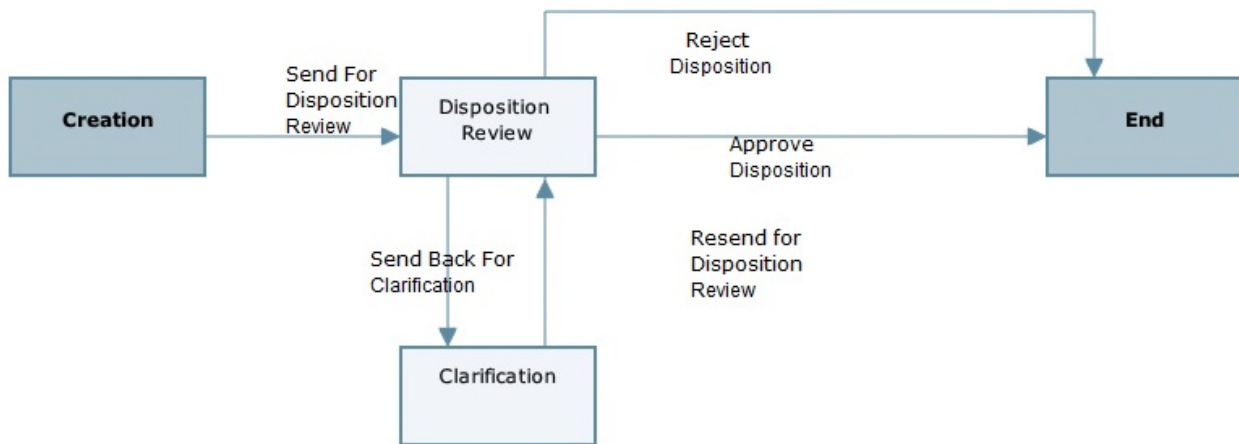 Reject
Disposition
Send For
Disposition
Review
Creation
Disposition
Review
End
Approve
Disposition
Send Back For
Clarification
Resend for
Disposition
Review
Clarification